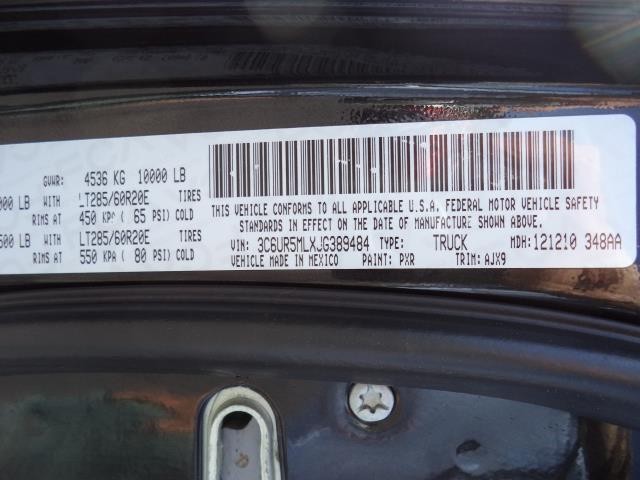 GVWR: 4536 KG 10000 LB
000 LB WITH LT285/60R20E TIRES
RIMS AT 450 KPA( 65 PSI) COLD
500 LB WITH LT285/60R20E TIRES
RIMS AT 550 KPA ( 80 PSI) COLD
THIS VEHICLE CONFORMS TO ALL APPLICABLE U.S.A. FEDERAL MOTOR VEHICLE SAFETY
STANDARDS IN EFFECT ON THE DATE OF MANUFACTURE SHOWN ABOVE.
VIN: 3C6UR5MLXJG389484 TYPE: TRUCK MDH: 121210 348AA
VEHICLE MADE IN MEXICO PAINT: PXR TRIM: AJX9